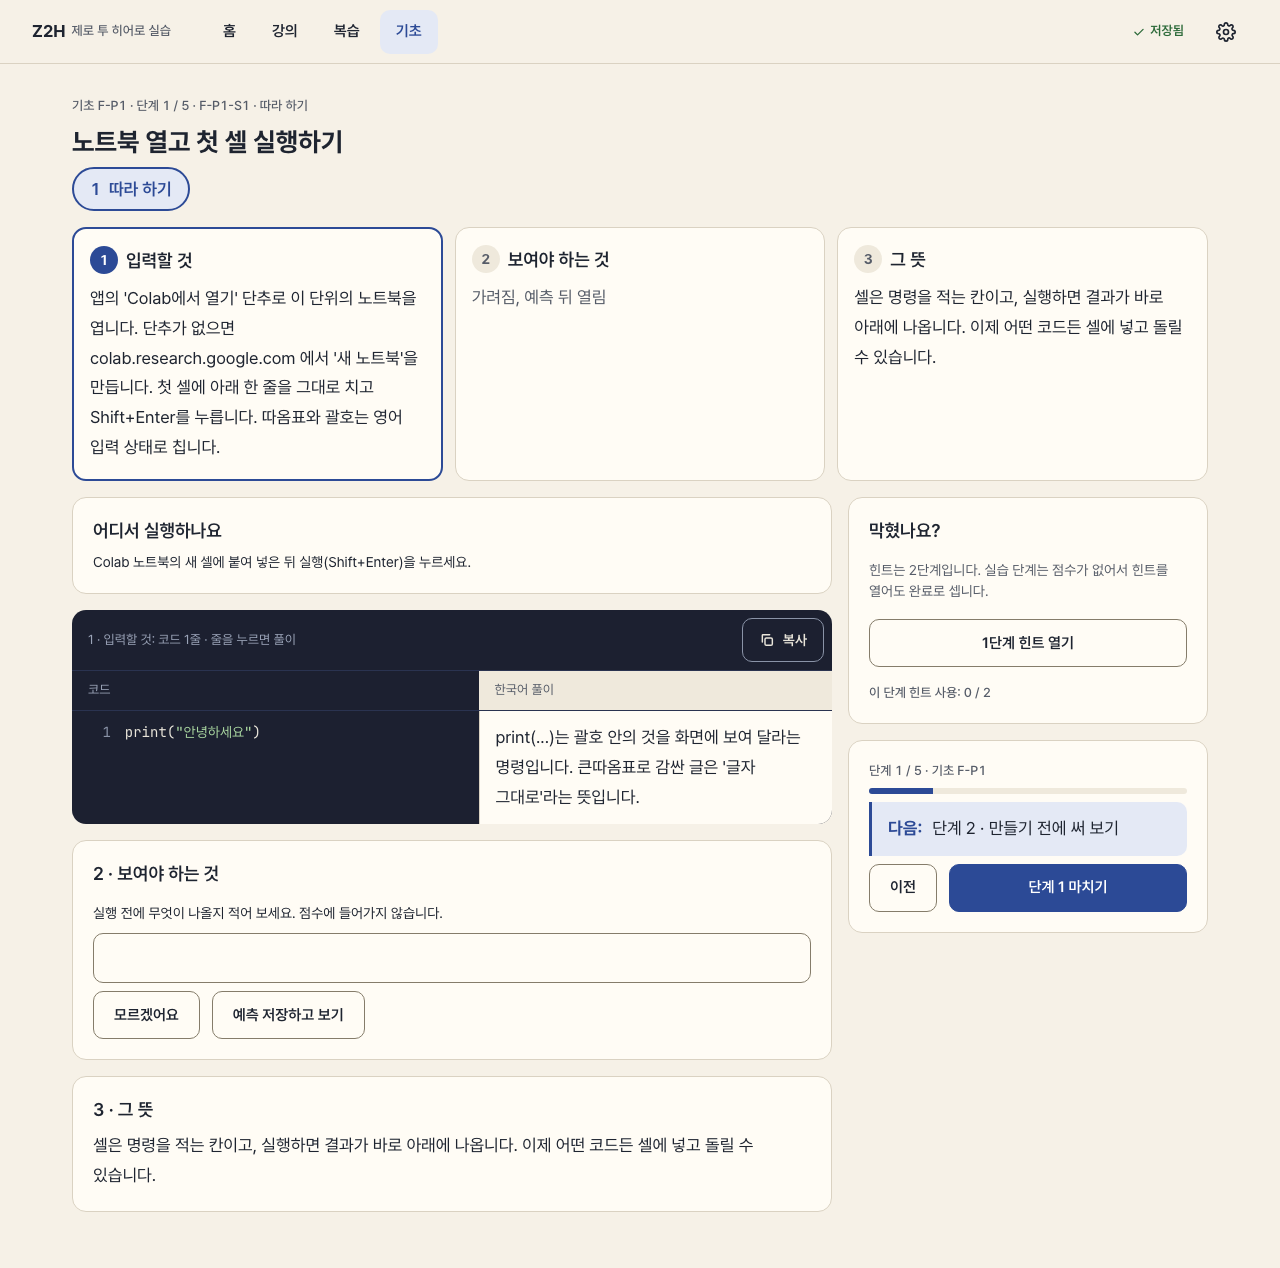 Z2H 제로 투 히어로 실습
홈
강의
복습
기초
저장됨
기초 F-P1 · 단계 1 / 5 · F-P1-S1 · 따라 하기
노트북 열고 첫 셀 실행하기
1 따라 하기
1 입력할 것
앱의 'Colab에서 열기' 단추로 이 단위의 노트북을
엽니다. 단추가 없으면
colab.research.google.com 에서 '새 노트북'을
만듭니다. 첫 셀에 아래 한 줄을 그대로 치고
Shift+Enter를 누릅니다. 따옴표와 괄호는 영어
입력 상태로 칩니다.
2 보여야 하는 것
가려짐, 예측 뒤 열림
3 그 뜻
셀은 명령을 적는 칸이고, 실행하면 결과가 바로
아래에 나옵니다. 이제 어떤 코드든 셀에 넣고 돌릴
수 있습니다.
어디서 실행하나요
Colab 노트북의 새 셀에 붙여 넣은 뒤 실행(Shift+Enter)을 누르세요.
1 · 입력할 것: 코드 1줄 · 줄을 누르면 풀이
복사
코드
한국어 풀이
1 print("안녕하세요")
print(...)는 괄호 안의 것을 화면에 보여 달라는
명령입니다. 큰따옴표로 감싼 글은 '글자
그대로'라는 뜻입니다.
2 · 보여야 하는 것
실행 전에 무엇이 나올지 적어 보세요. 점수에 들어가지 않습니다.
모르겠어요
예측 저장하고 보기
3 · 그 뜻
셀은 명령을 적는 칸이고, 실행하면 결과가 바로 아래에 나옵니다. 이제 어떤 코드든 셀에 넣고 돌릴 수
있습니다.
막혔나요?
힌트는 2단계입니다. 실습 단계는 점수가 없어서 힌트를
열어도 완료로 셉니다.
1단계 힌트 열기
이 단계 힌트 사용: 0 / 2
단계 1 / 5 · 기초 F-P1
다음: 단계 2 · 만들기 전에 써 보기
이전
단계 1 마치기